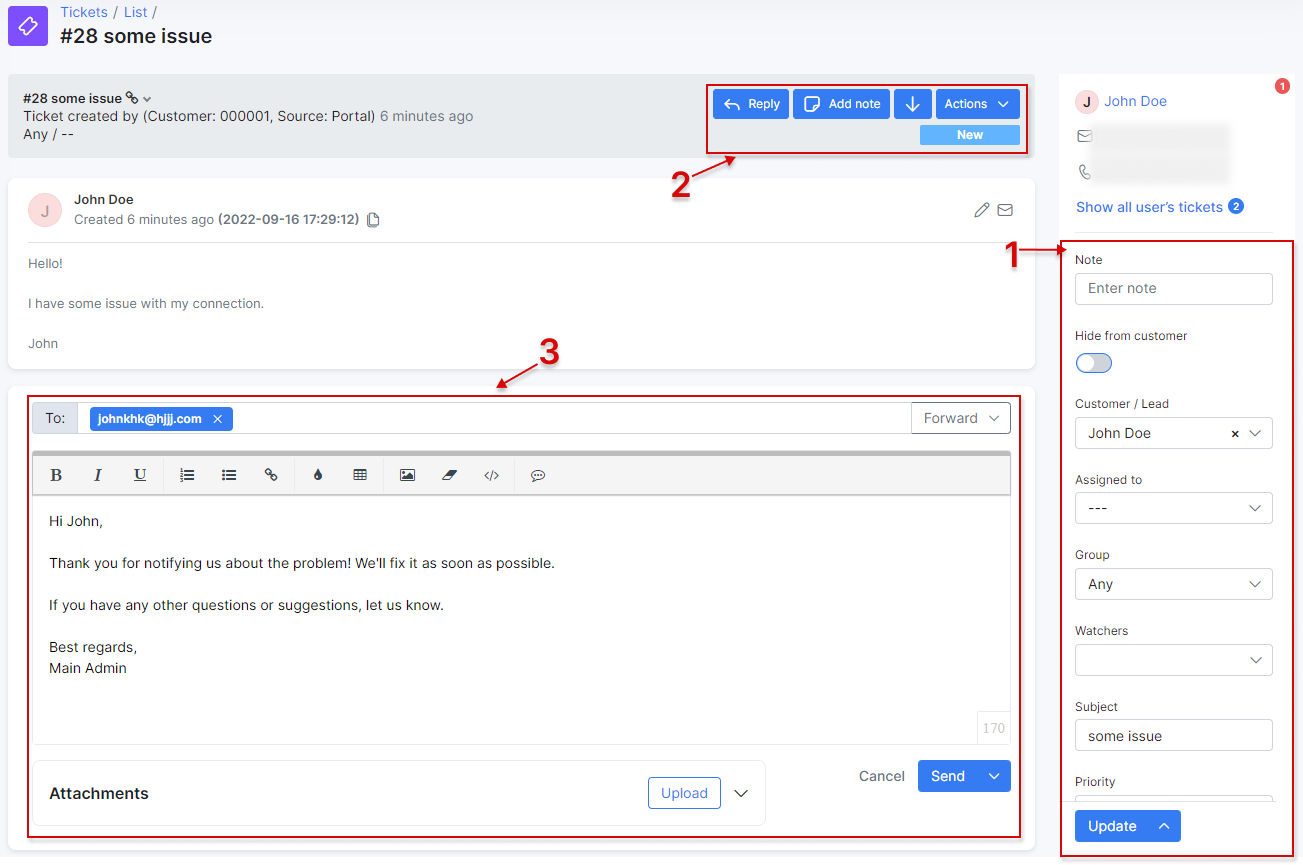 Tickets / List /
#28 some issue
#28 some issue
Ticket created by (Customer: 000001, Source: Portal) 6 minutes ago
Any / --
Reply
Add note
Actions
New
2
J
John Doe
Created 6 minutes ago (2022-09-16 17:29:12)
Hello!
I have some issue with my connection.
John
3
To:
johnkhk@hjjj.com ×
Forward
B I U
Hi John,
Thank you for notifying us about the problem! We'll fix it as soon as possible.
If you have any other questions or suggestions, let us know.
Best regards,
Main Admin
170
Attachments
Upload
Cancel
Send
1
J
John Doe
Show all user's tickets 2
1
Note
Enter note
Hide from customer
Customer / Lead
John Doe ×
Assigned to
---
Group
Any
Watchers
Subject
some issue
Priority
Update